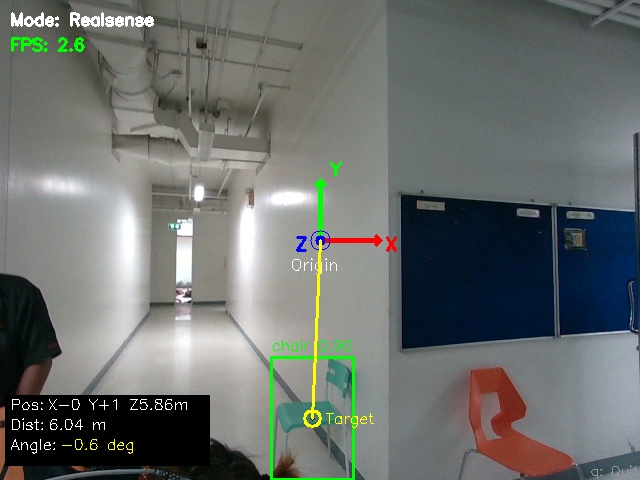 Mode: Realsense
FPS: 2.6
Y
Z
X
Origin
chair 0.90
Target
Pos: X-0 Y+1 Z5.86m
Dist: 6.04 m
Angle: -0.6 deg
q: Quit